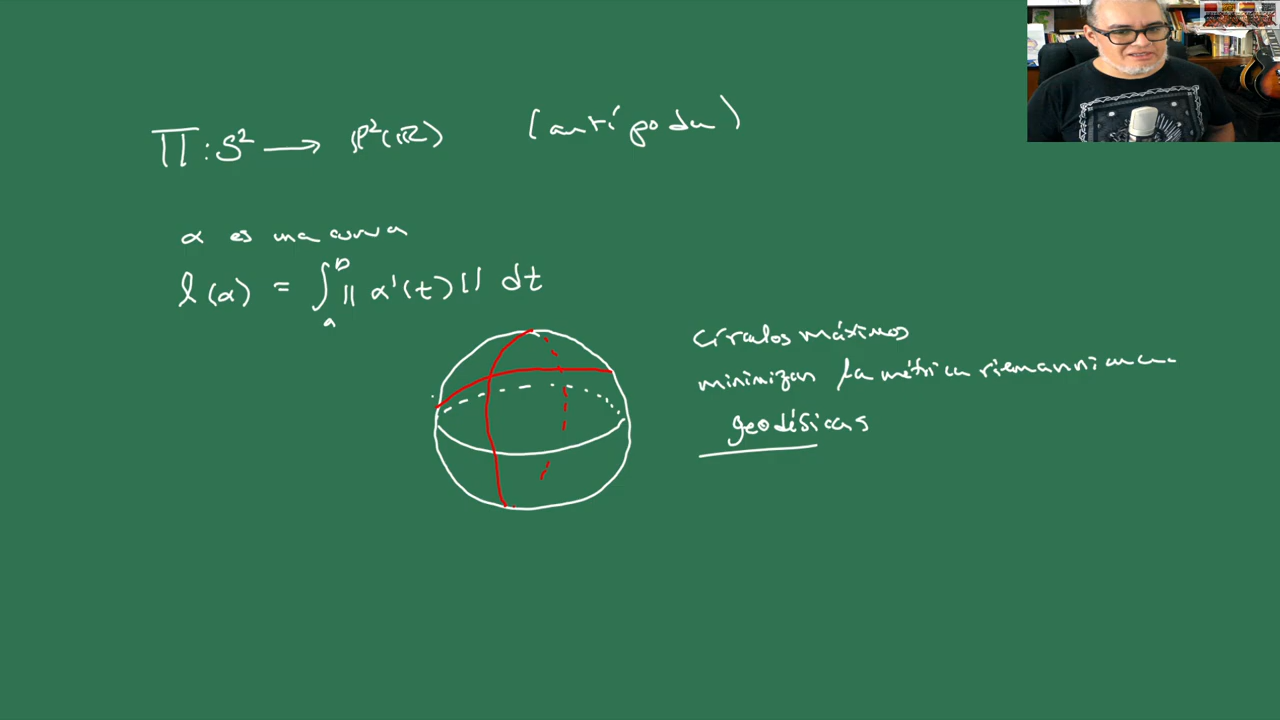 Π : S² → P²(ℝ) (antípoda)
α es una curva
l(α) = ∫ₐᵇ || α'(t) || dt
círculos máximos
minimizan la métrica riemanniana
geodésicas